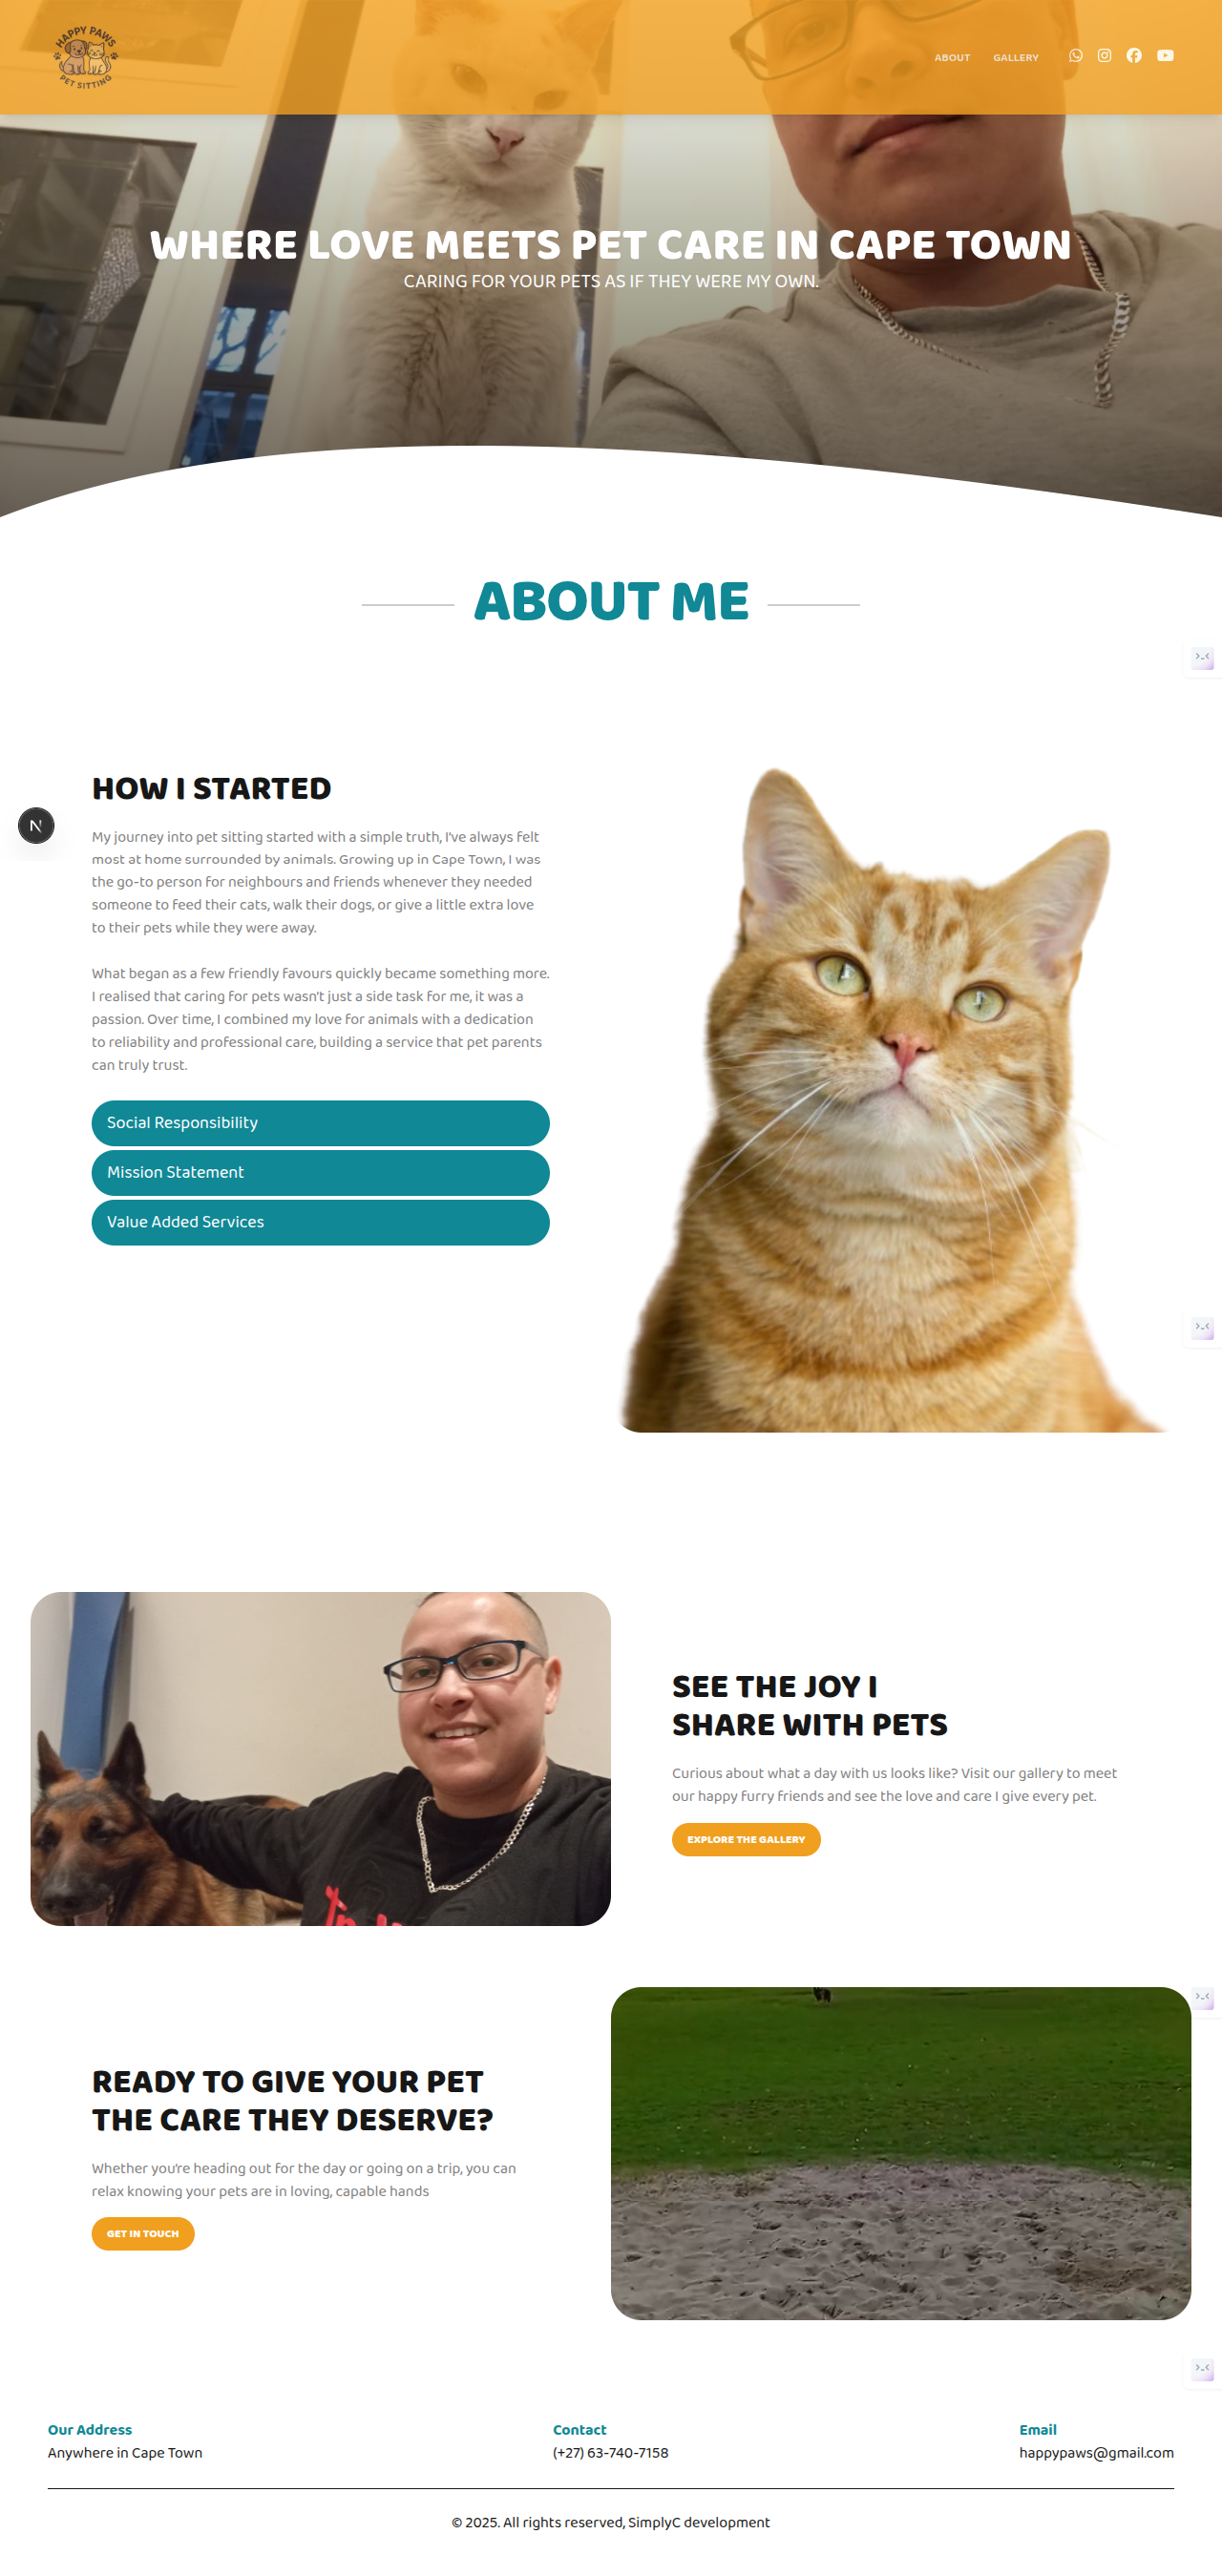 HAPPY PAWS
PET SITTING
ABOUT GALLERY
WHERE LOVE MEETS PET CARE IN CAPE TOWN
CARING FOR YOUR PETS AS IF THEY WERE MY OWN.
ABOUT ME
HOW I STARTED
My journey into pet sitting started with a simple truth, I've always felt
most at home surrounded by animals. Growing up in Cape Town, I was
the go-to person for neighbours and friends whenever they needed
someone to feed their cats, walk their dogs, or give a little extra love
to their pets while they were away.
What began as a few friendly favours quickly became something more.
I realised that caring for pets wasn't just a side task for me, it was a
passion. Over time, I combined my love for animals with a dedication
to reliability and professional care, building a service that pet parents
can truly trust.
Social Responsibility
Mission Statement
Value Added Services
N
SEE THE JOY I
SHARE WITH PETS
Curious about what a day with us looks like? Visit our gallery to meet
our happy furry friends and see the love and care I give every pet.
EXPLORE THE GALLERY
READY TO GIVE YOUR PET
THE CARE THEY DESERVE?
Whether you're heading out for the day or going on a trip, you can
relax knowing your pets are in loving, capable hands
GET IN TOUCH
Our Address
Anywhere in Cape Town
Contact
(+27) 63-740-7158
Email
happypaws@gmail.com
© 2025. All rights reserved, SimplyC development